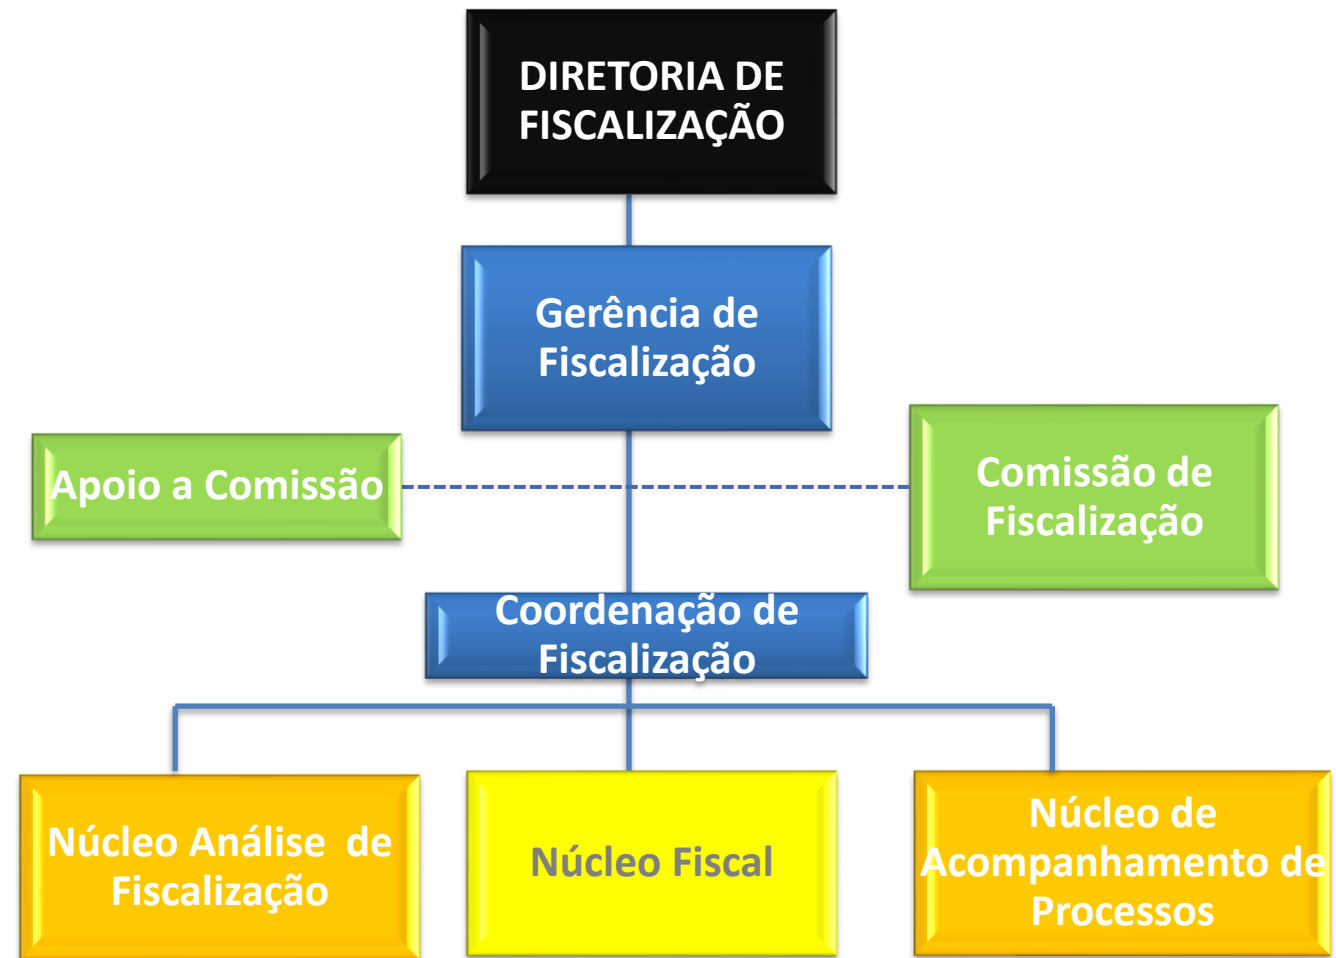 DIRETORIA DE
FISCALIZAÇÃO
Gerência de
Fiscalização
Apoio a Comissão
Comissão de
Fiscalização
Coordenação de
Fiscalização
Núcleo Análise  de
Fiscalização
Núcleo Fiscal
Núcleo de
Acompanhamento de
Processos